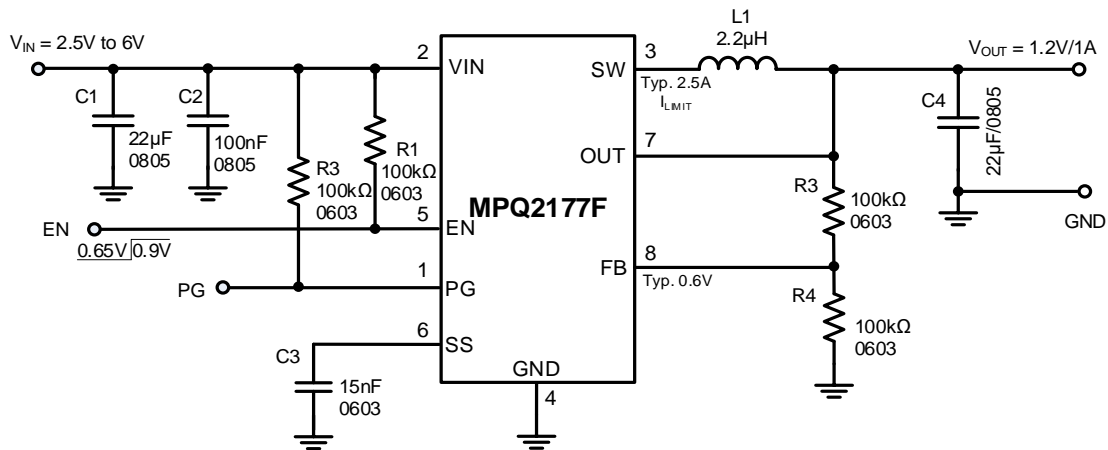 L1
2.2µH
V_IN = 2.5V to 6V
V_OUT = 1.2V/1A
2
VIN
3
SW
Typ. 2.5A
I_LIMIT
C1
22µF
0805
C2
100nF
0805
R3
100kΩ
0603
R1
100kΩ
0603
C4
22µF/0805
7
OUT
MPQ2177F
R3
100kΩ
0603
GND
EN
0.65V
0.9V
5
EN
8
FB
Typ. 0.6V
PG
1
PG
R4
100kΩ
0603
6
SS
C3
15nF
0603
GND
4